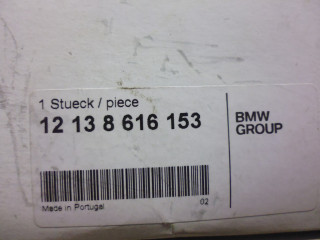 1 Stueck / piece
12 13 8 616 153
BMW
GROUP
Made in Portugal
02